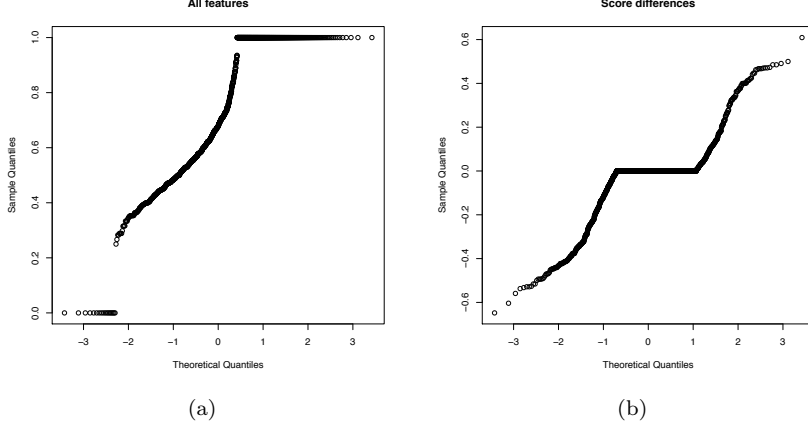 All features
Sample Quantiles
1.0
0.8
0.6
0.4
0.2
0.0
−3 −2 −1 0 1 2 3
Theoretical Quantiles
(a)
Score differences
Sample Quantiles
0.6
0.4
0.2
0.0
−0.2
−0.4
−0.6
−3 −2 −1 0 1 2 3
Theoretical Quantiles
(b)